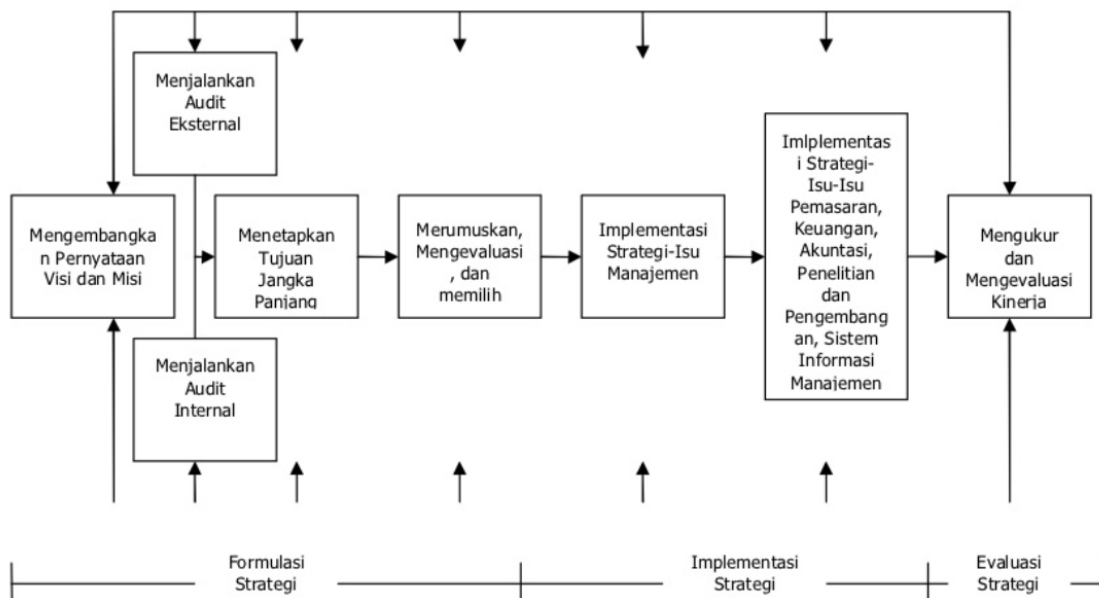 Menjalankan
Audit
Eksternal
Mengembangka
n Pernyataan
Visi dan Misi
Menjalankan
Audit
Internal
Menetapkan
Tujuan
Jangka
Panjang
Merumuskan,
Mengevaluasi
, dan
memilih
Implementasi
Strategi-Isu
Manajemen
Imlplementas
i Strategi-
Isu-Isu
Pemasaran,
Keuangan,
Akuntasi,
Penelitian
dan
Pengembang
an, Sistem
Informasi
Manajemen
Mengukur
dan
Mengevaluasi
Kinerja
Formulasi
Strategi
Implementasi
Strategi
Evaluasi
Strategi